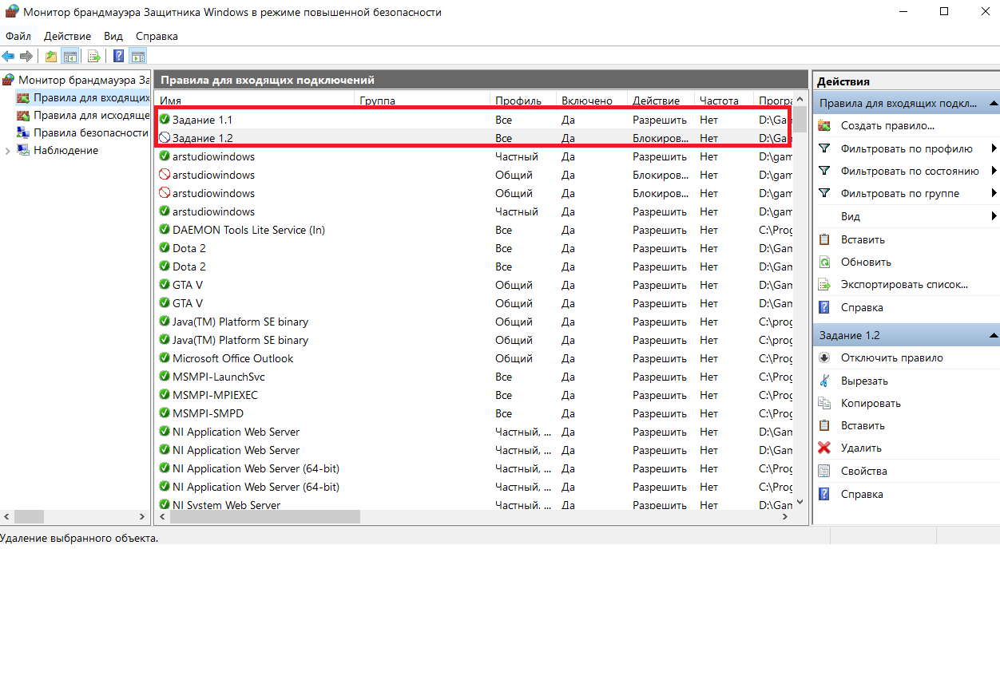 Монитор брандмауэра Защитника Windows в режиме повышенной безопасности
Файл Действие Вид Справка
Монитор брандмауэра За
Правила для входящих
Правила для исходяще
Правила безопасности
Наблюдение
Правила для входящих подключений
Имя Группа Профиль Включено Действие Частота Програ
Задание 1.1 Все Да Разрешить Нет D:\Gam
Задание 1.2 Все Да Блокиров... Нет D:\Gam
arstudiowindows Частный Да Разрешить Нет D:\gam
arstudiowindows Общий Да Блокиров... Нет D:\gam
arstudiowindows Общий Да Блокиров... Нет D:\gam
arstudiowindows Частный Да Разрешить Нет D:\gam
DAEMON Tools Lite Service (In) Все Да Разрешить Нет C:\Prog
Dota 2 Все Да Разрешить Нет D:\Gam
Dota 2 Все Да Разрешить Нет D:\Gam
GTA V Общий Да Разрешить Нет D:\Gam
GTA V Общий Да Разрешить Нет D:\Gam
Java(TM) Platform SE binary Общий Да Разрешить Нет C:\prog
Java(TM) Platform SE binary Общий Да Разрешить Нет C:\prog
Microsoft Office Outlook Общий Да Разрешить Нет C:\Prog
MSMPI-LaunchSvc Все Да Разрешить Нет C:\Prog
MSMPI-MPIEXEC Все Да Разрешить Нет C:\Prog
MSMPI-SMPD Все Да Разрешить Нет C:\Prog
NI Application Web Server Частный, ... Да Разрешить Нет D:\Gam
NI Application Web Server Частный, ... Да Разрешить Нет D:\Gam
NI Application Web Server (64-bit) Частный, ... Да Разрешить Нет C:\Prog
NI Application Web Server (64-bit) Частный, ... Да Разрешить Нет C:\Prog
NI System Web Server Частный, ... Да Разрешить Нет D:\Gam
Действия
Правила для входящих подкл...
Создать правило...
Фильтровать по профилю
Фильтровать по состоянию
Фильтровать по группе
Вид
Вставить
Обновить
Экспортировать список...
Справка
Задание 1.2
Отключить правило
Вырезать
Копировать
Вставить
Удалить
Свойства
Справка
Удаление выбранного объекта.